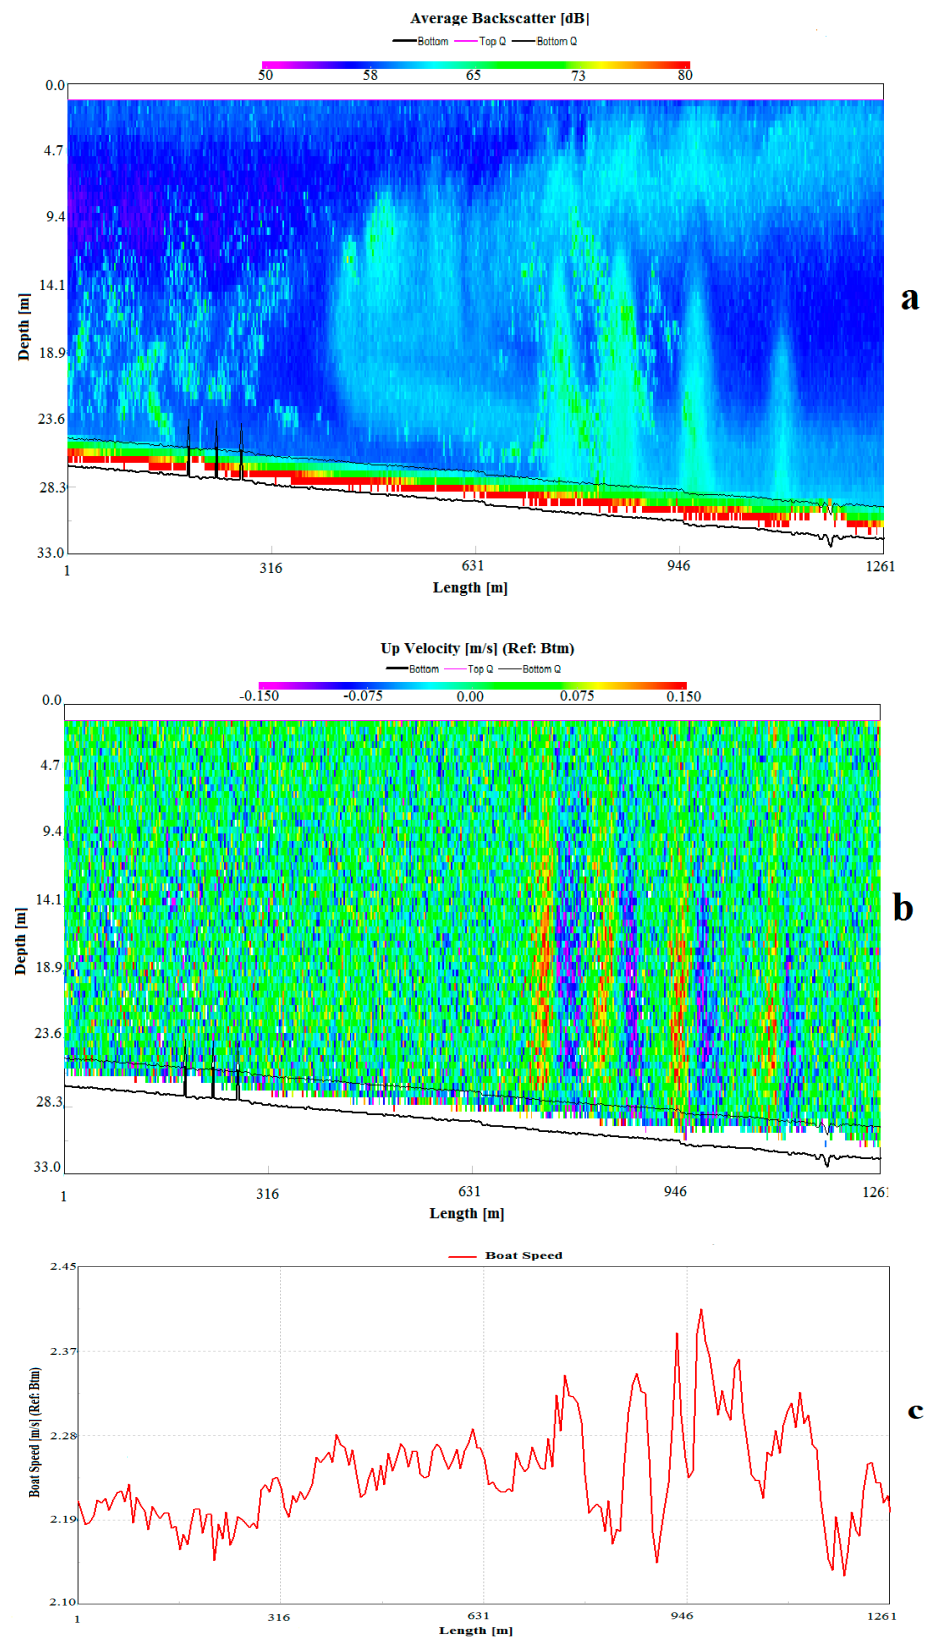 Average Backscatter [dB|
Bottom Top Q Bottom Q
50 58 65 73 80
0.0
4.7
9.4
14.1
18.9
23.6
28.3
33.0
Depth [m]
a
1 316 631 946 1261
Length [m]
Up Velocity [m/s] (Ref: Btm)
Bottom Top Q Bottom Q
-0.150 -0.075 0.00 0.075 0.150
0.0
4.7
9.4
14.1
18.9
23.6
28.3
33.0
Depth [m]
b
1 316 631 946 1261
Length [m]
Boat Speed
2.45
2.37
2.28
2.19
2.10
Boat Speed [m/s] (Ref: Btm)
c
1 316 631 946 1261
Length [m]